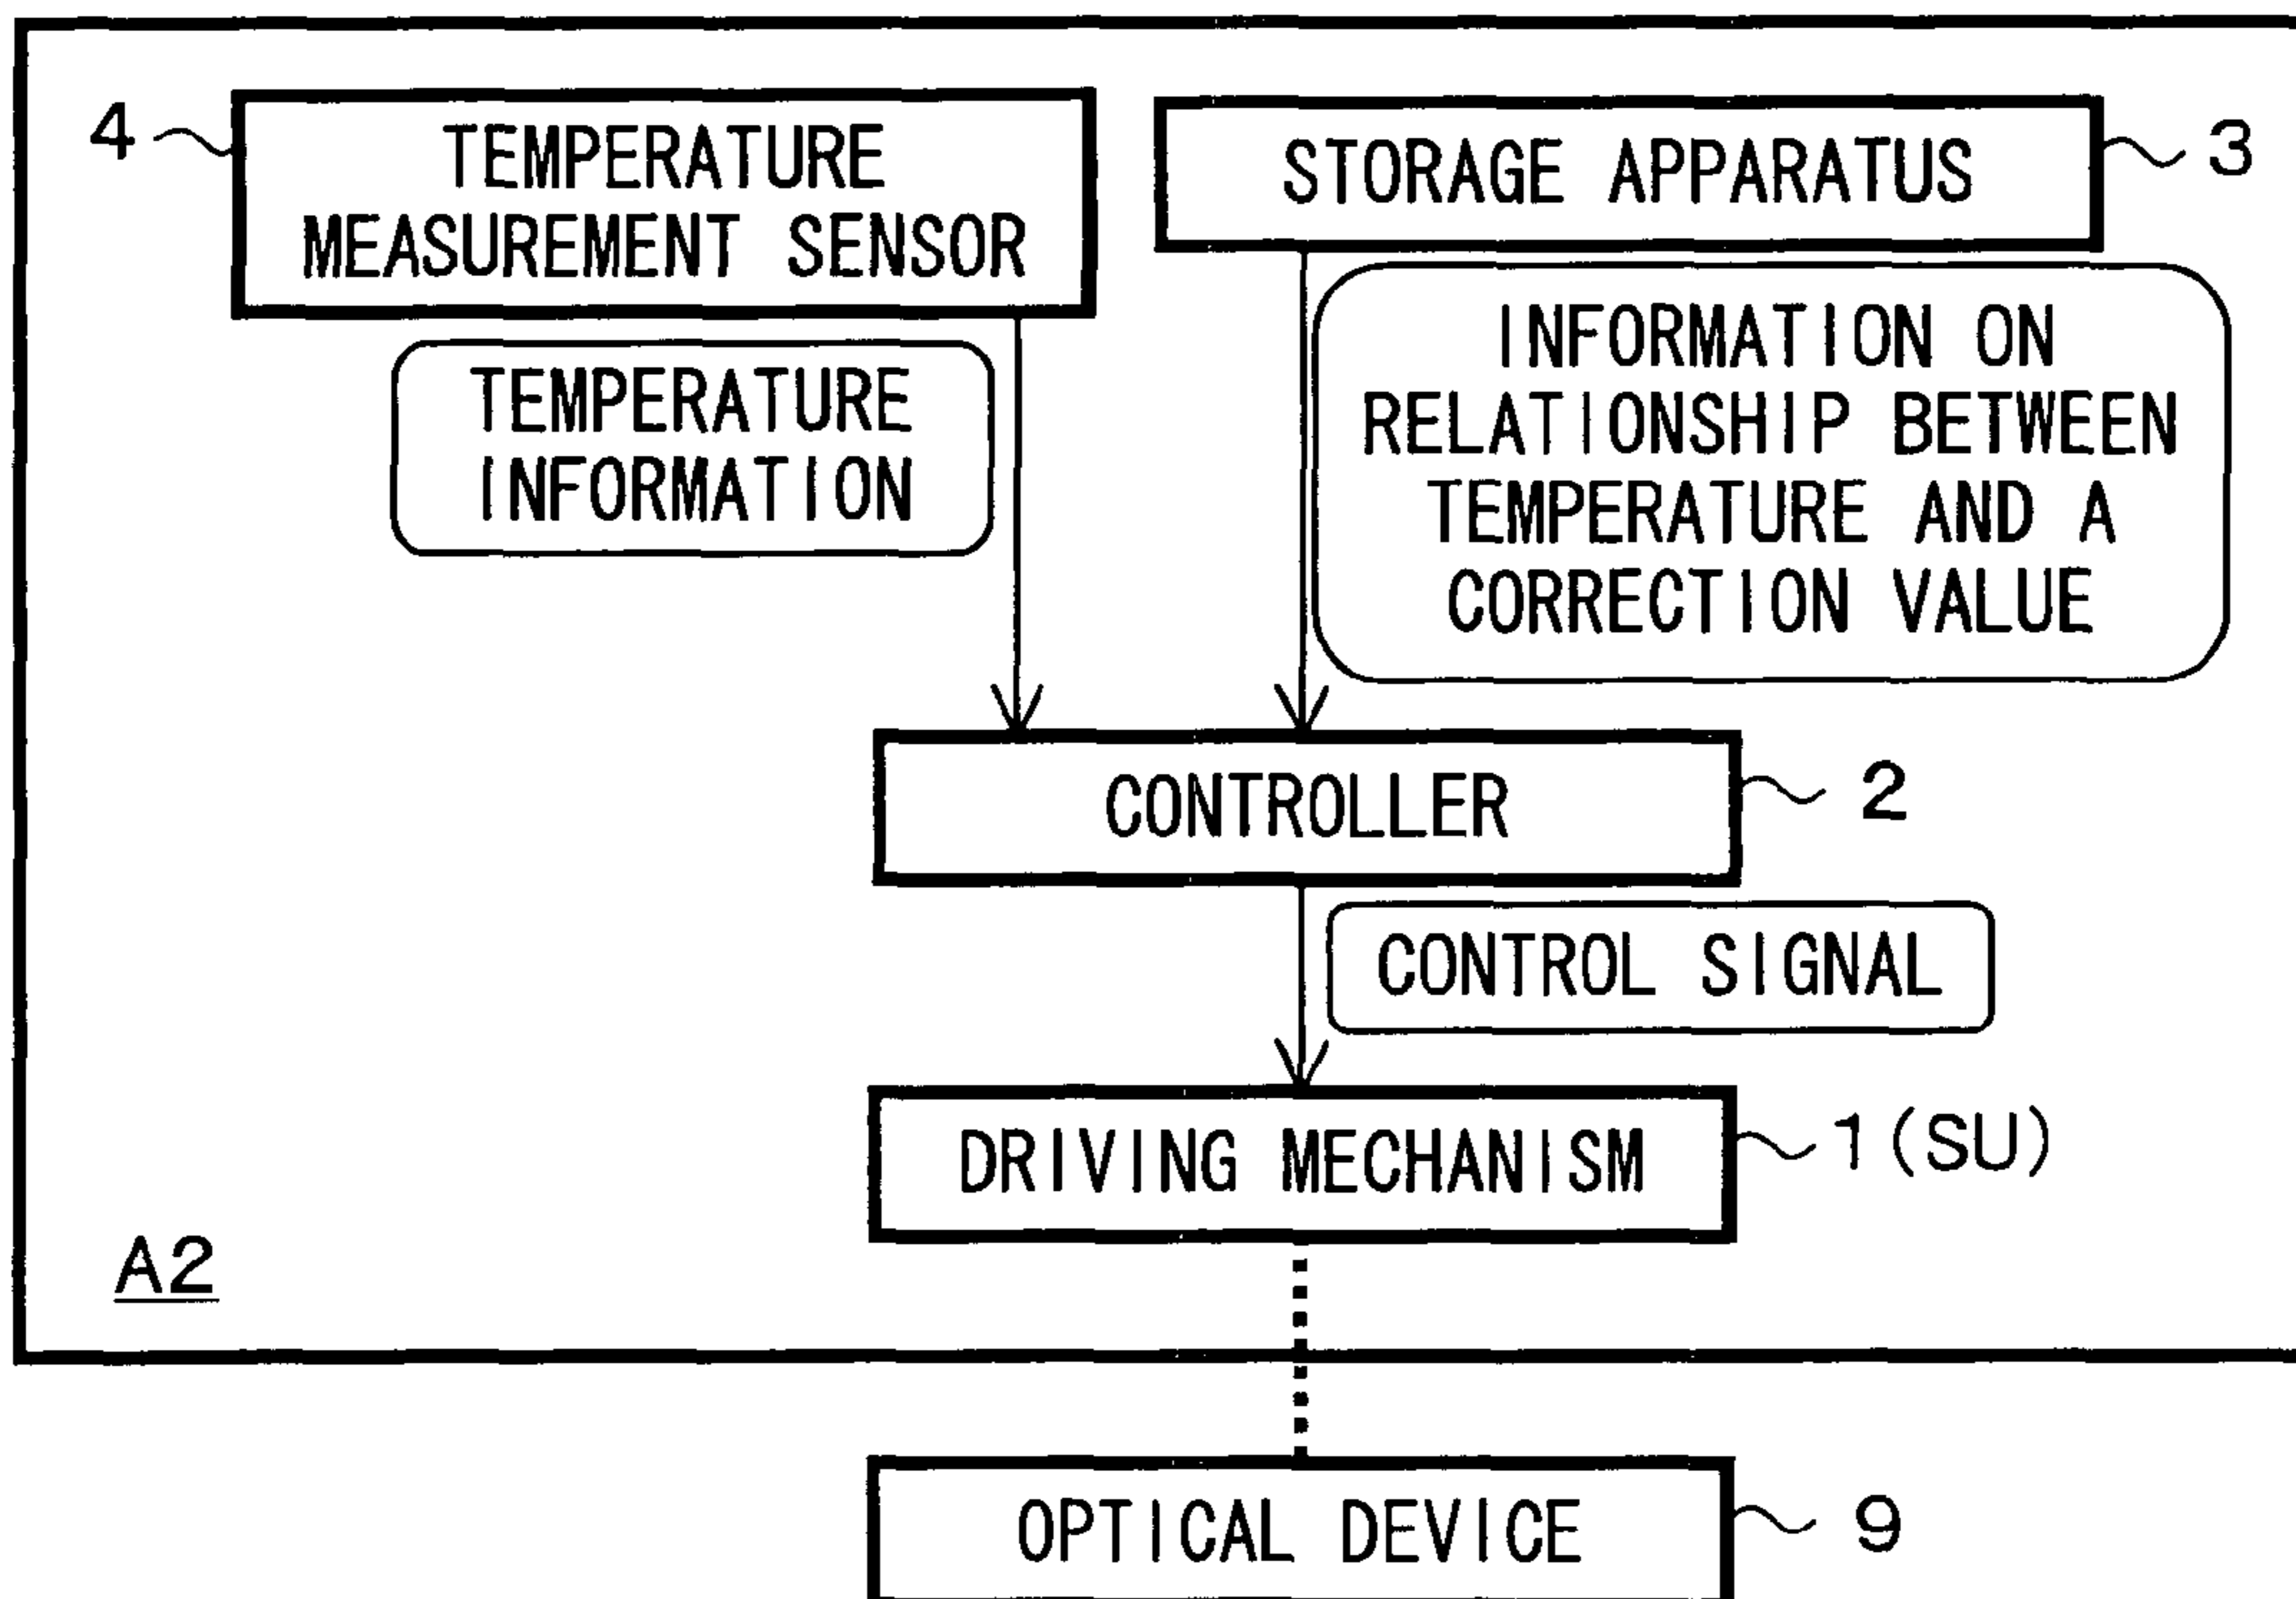 4
TEMPERATURE
MEASUREMENT SENSOR
STORAGE APPARATUS
3
TEMPERATURE
INFORMATION
INFORMATION ON
RELATIONSHIP BETWEEN
TEMPERATURE AND A
CORRECTION VALUE
CONTROLLER
2
CONTROL SIGNAL
DRIVING MECHANISM
1(SU)
A2
OPTICAL DEVICE
9